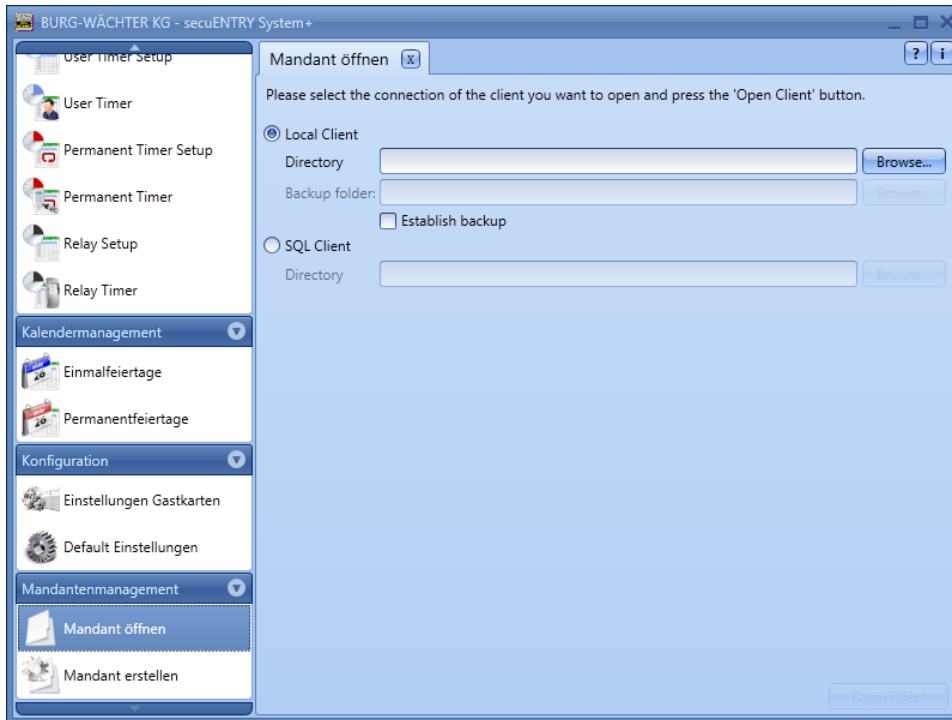 BURG-WÄCHTER KG - secuENTRY System+
User Timer Setup
User Timer
Permanent Timer Setup
Permanent Timer
Relay Setup
Relay Timer
Kalendermanagement
Einmalfeiertage
Permanentfeiertage
Konfiguration
Einstellungen Gastkarten
Default Einstellungen
Mandantenmanagement
Mandant öffnen
Mandant erstellen
Mandant öffnen x
? i
Please select the connection of the client you want to open and press the 'Open Client' button.
Local Client
Directory Browse...
Backup folder: Browse...
Establish backup
SQL Client
Directory Browse...
Open Client